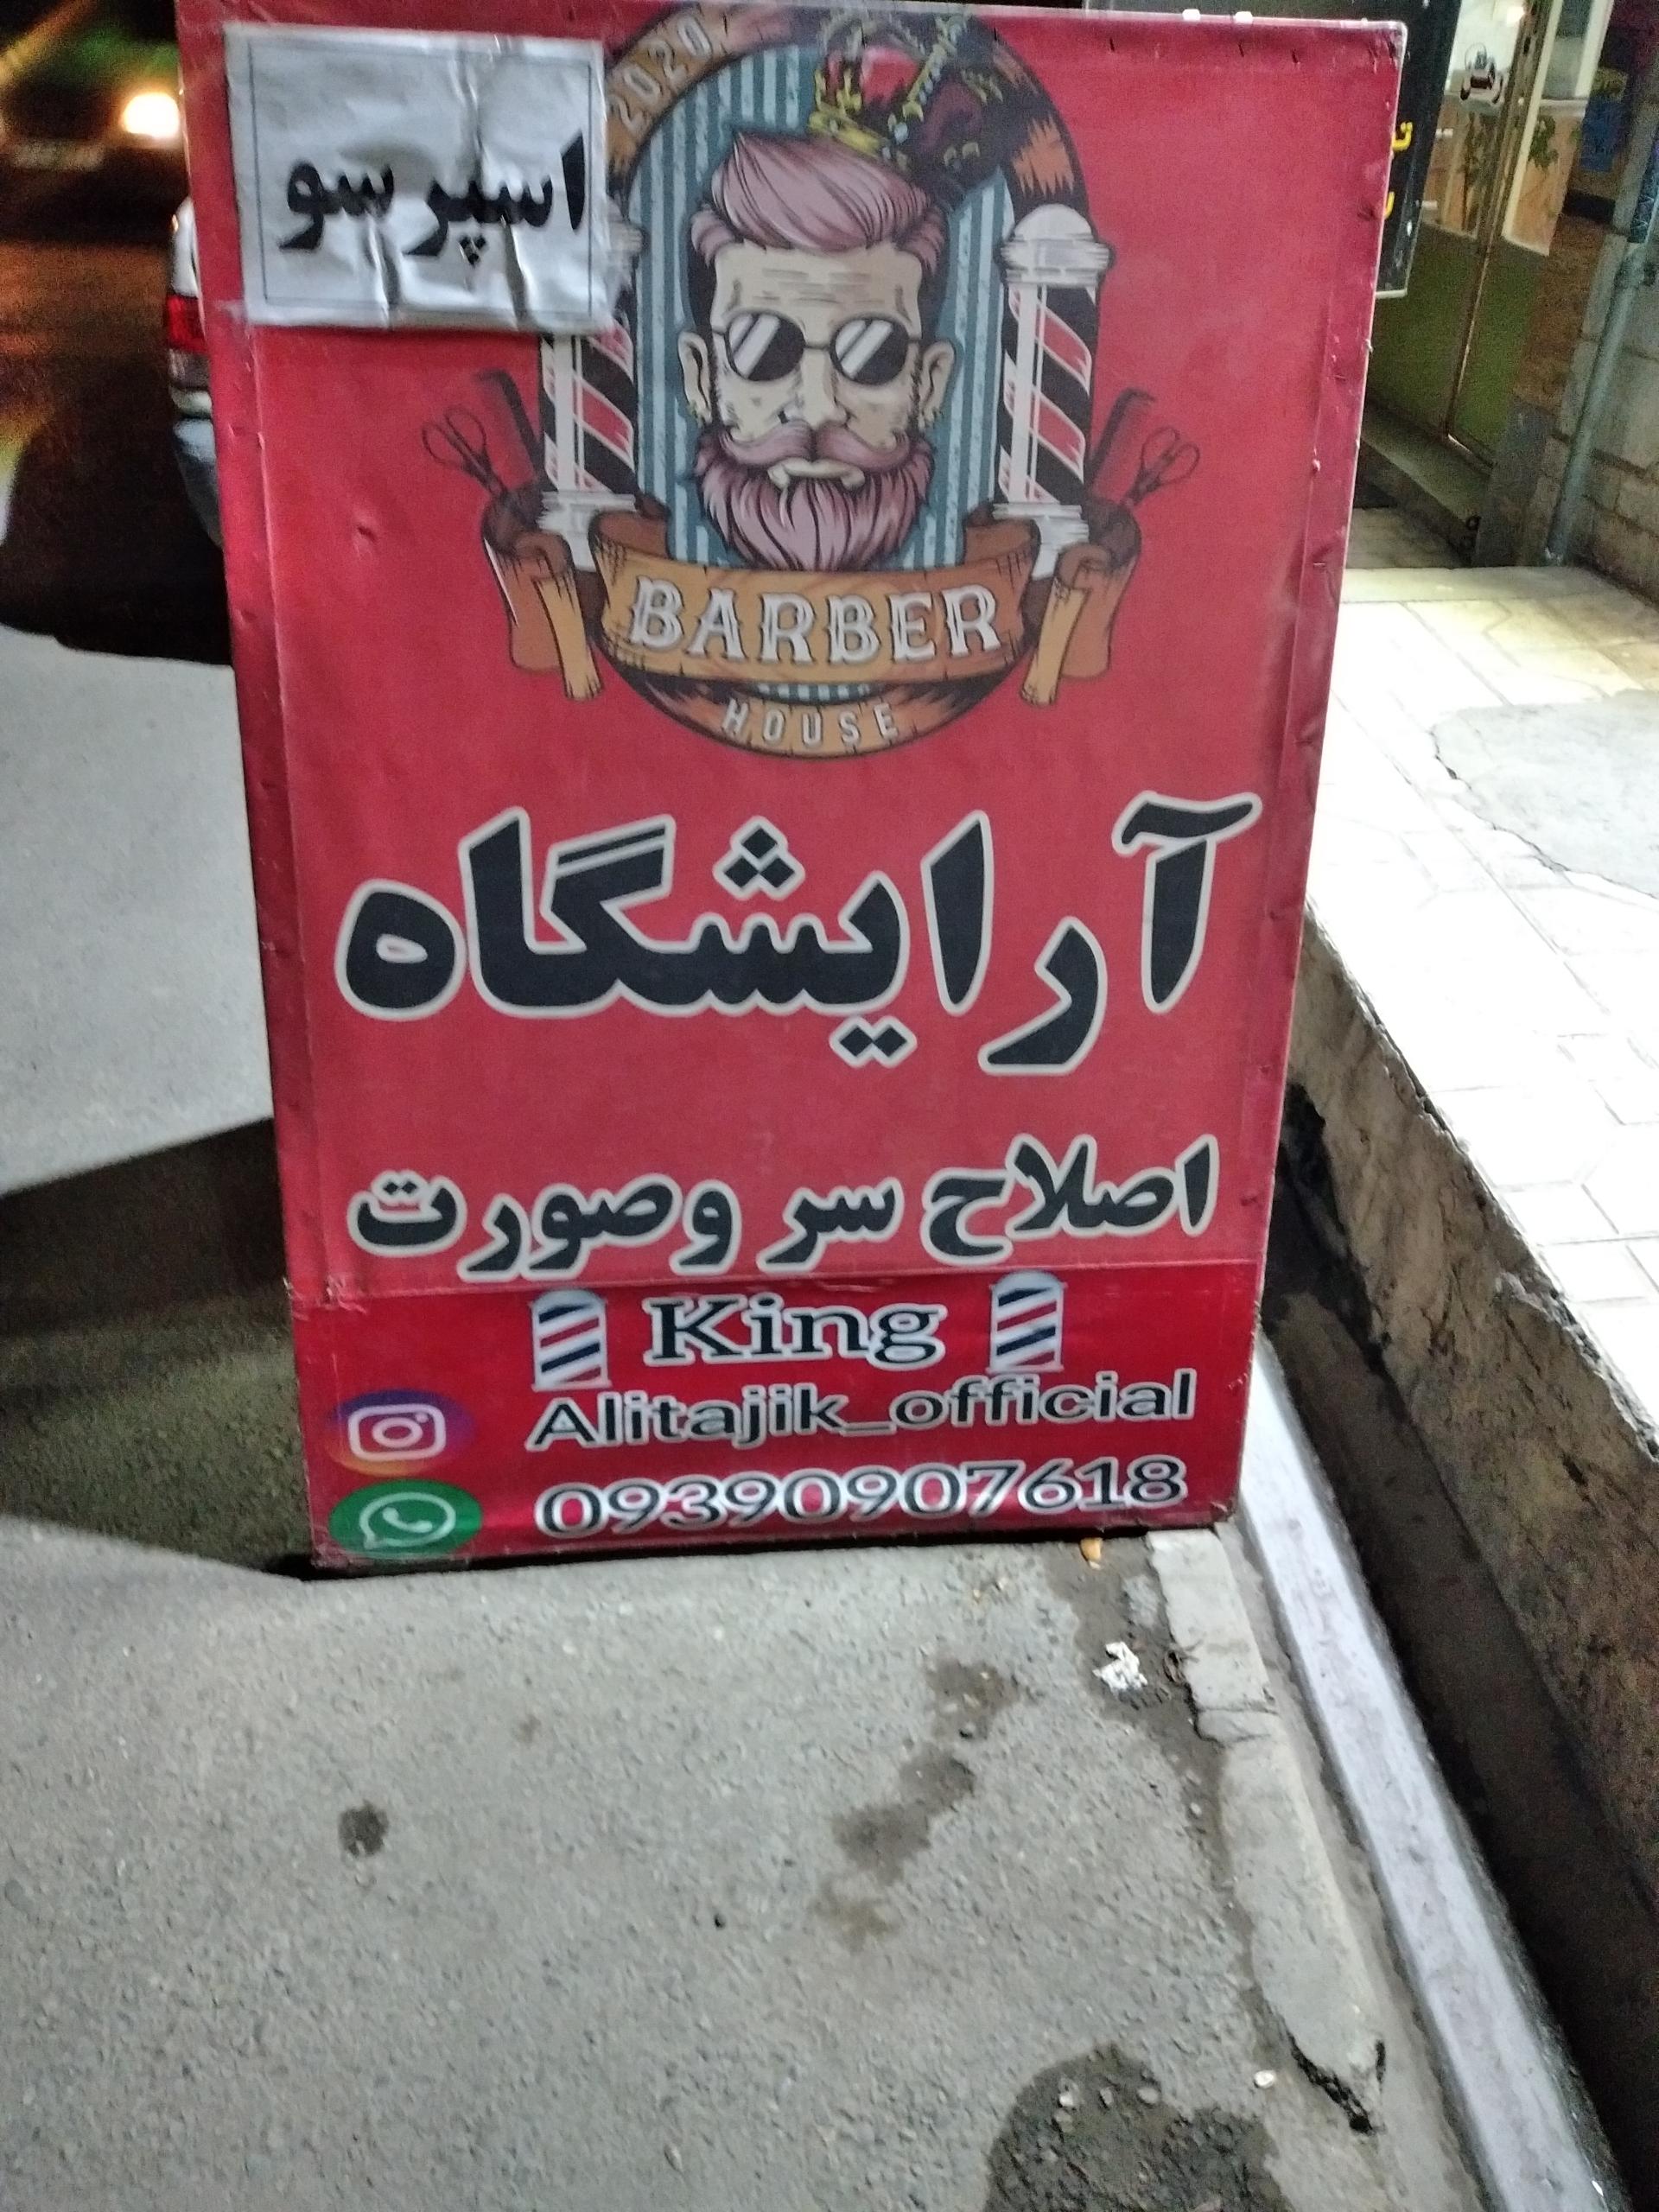 اسپرسو
2020
BARBER
HOUSE
آرایشگاه
اصلاح سر وصورت
King
Alitajik_official
09390907618